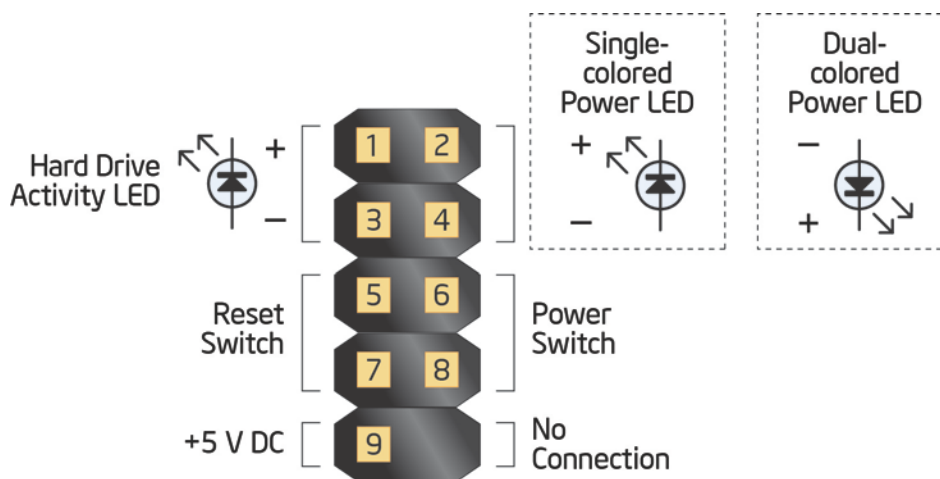 Single-
colored
Power LED
Dual-
colored
Power LED
Hard Drive
Activity LED
+
−
1 2
3 4
+
−
−
+
Reset
Switch
5 6
7 8
Power
Switch
+5 V DC
9
No
Connection